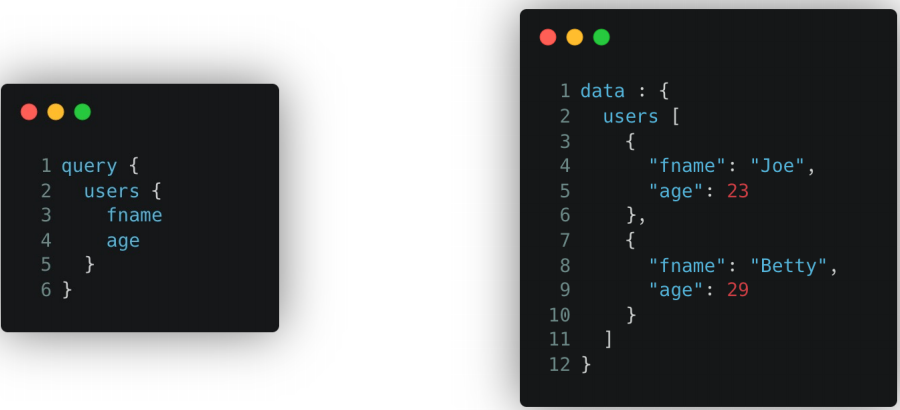 1 query {
2   users {
3     fname
4     age
5   }
6 }
1 data : {
2   users [
3     {
4       "fname": "Joe",
5       "age": 23
6     },
7     {
8       "fname": "Betty",
9       "age": 29
10     }
11   ]
12 }